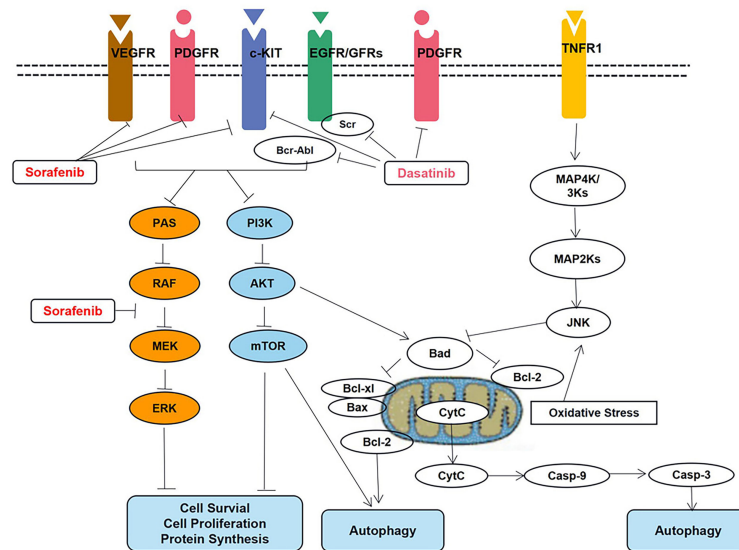 VEGFR
PDGFR
c-KIT
EGFR/GFRs
PDGFR
TNFR1
Scr
Bcr-Abl
Sorafenib
Dasatinib
MAP4K/
3Ks
PAS
PI3K
MAP2Ks
RAF
AKT
Sorafenib
JNK
MEK
mTOR
Bad
Bcl-xl
Bcl-2
Bax
CytC
Oxidative Stress
ERK
Bcl-2
CytC
Casp-9
Casp-3
Cell Survial
Cell Proliferation
Protein Synthesis
Autophagy
Autophagy